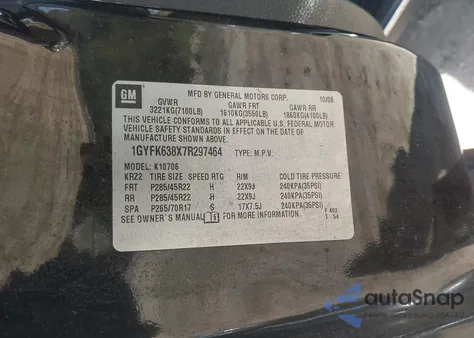 GM
MFD BY GENERAL MOTORS CORP. 10/06
GVWR GAWR FRT GAWR RR
3221KG(7100LB) 1610KG(3550LB) 1860KG(4100LB)
THIS VEHICLE CONFORMS TO ALL APPLICABLE U.S. FEDERAL MOTOR
VEHICLE SAFETY STANDARDS IN EFFECT ON THE DATE OF
MANUFACTURE SHOWN ABOVE.
1GYFK638X7R297464 TYPE: M.P.V.
MODEL: K10706
KRZ2 TIRE SIZE SPEED RTG RIM COLD TIRE PRESSURE
FRT P285/45R22 H 22X9J 240KPA(35PSI)
RR P285/45R22 H 22X9J 240KPA(35PSI)
SPA P265/70R17 S 17X7.5J 240KPA(35PSI)
SEE OWNER'S MANUAL FOR MORE INFORMATION.
autoSnap